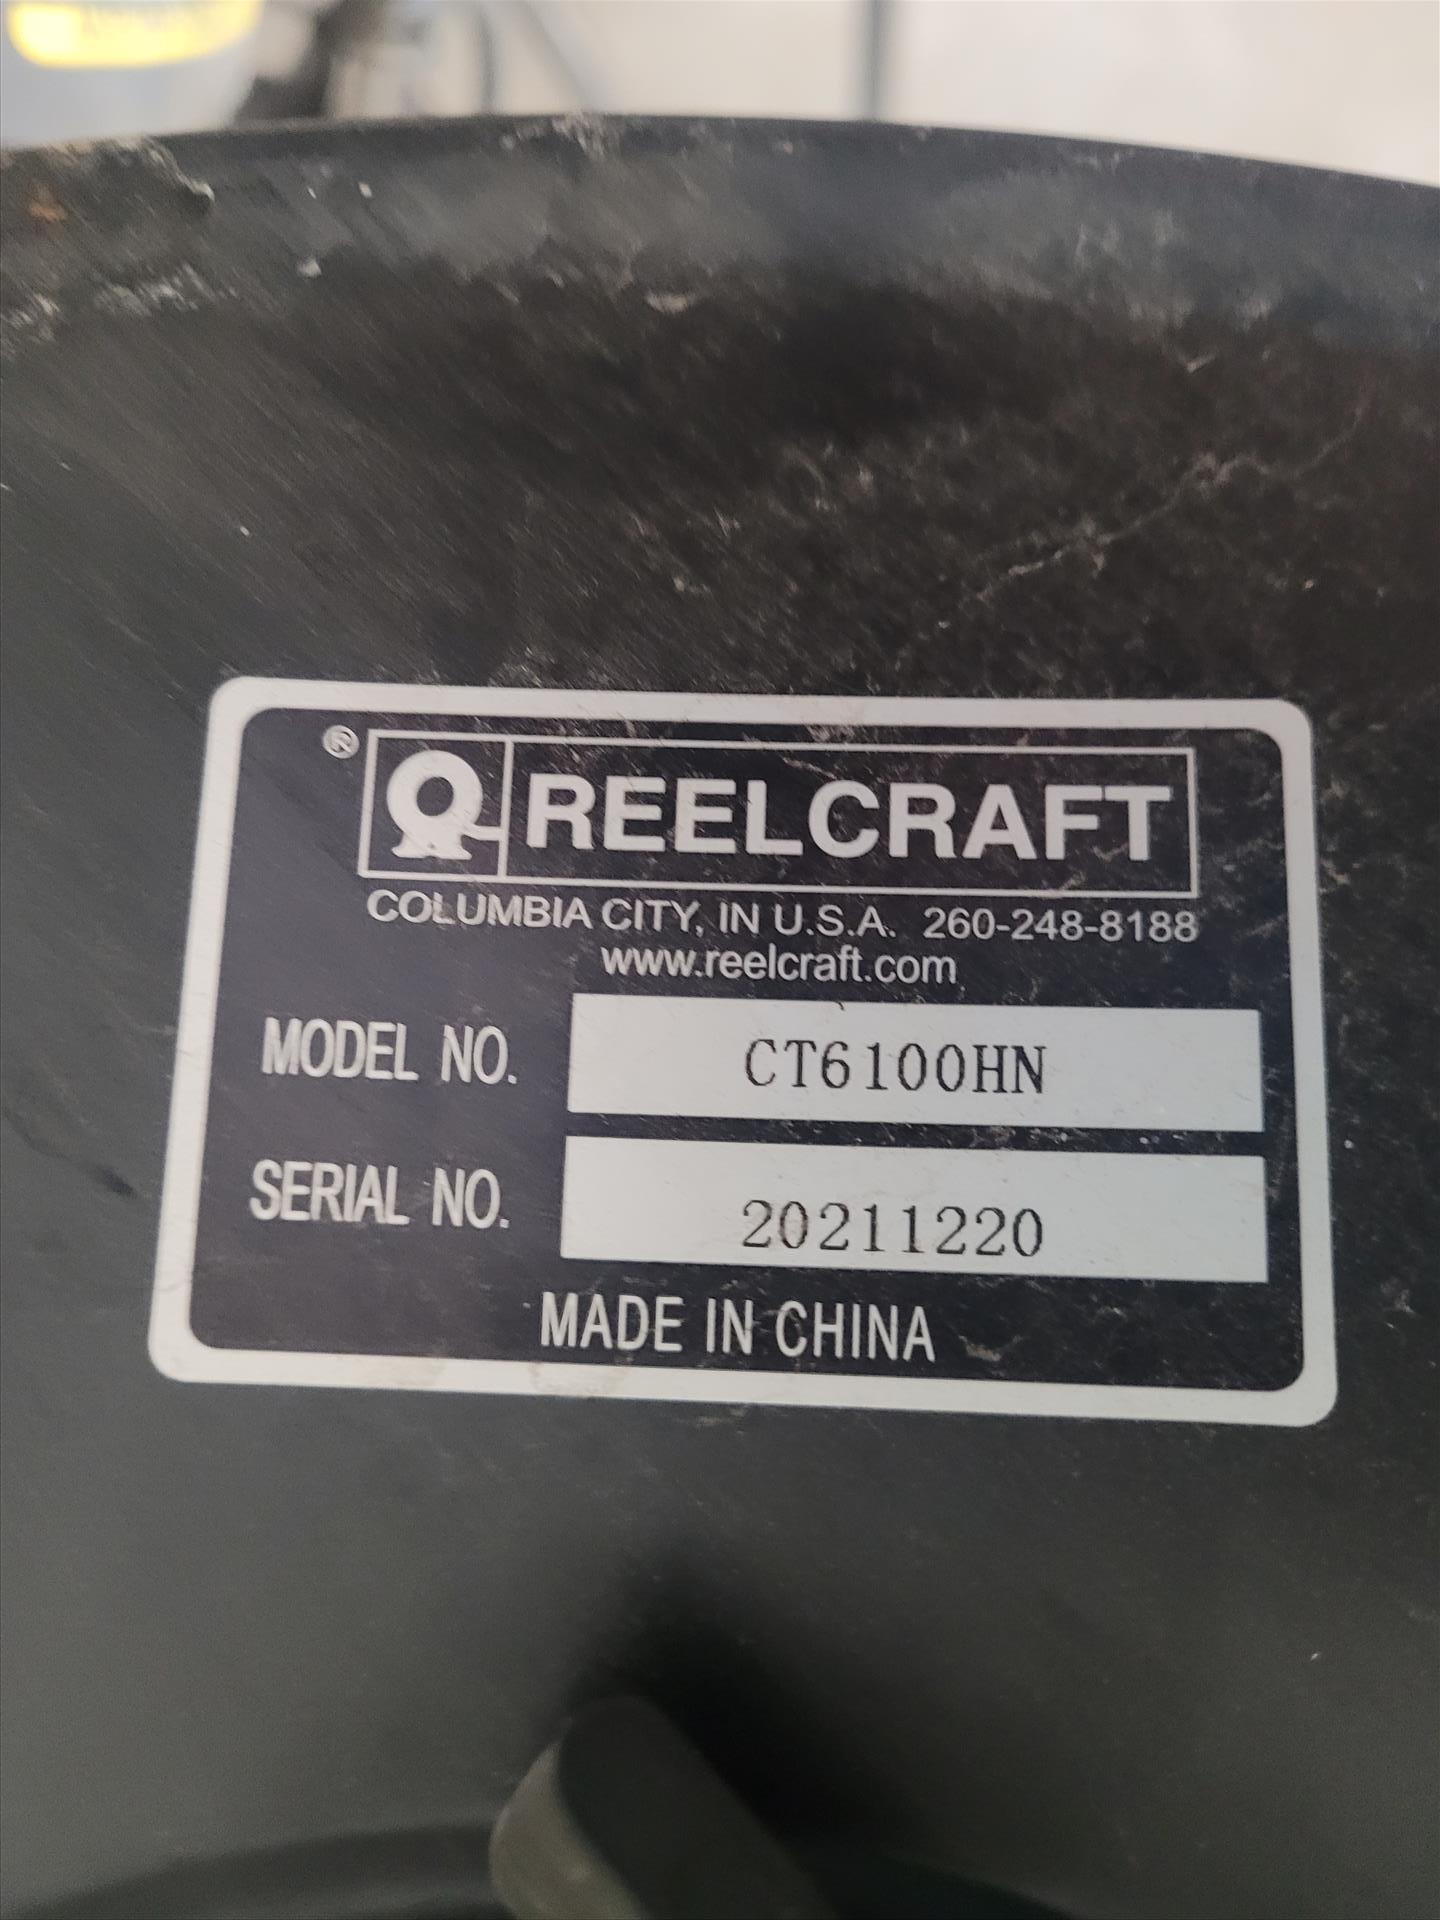 ® REELCRAFT
COLUMBIA CITY, IN U.S.A. 260-248-8188
www.reelcraft.com
MODEL NO. CT6100HN
SERIAL NO. 20211220
MADE IN CHINA